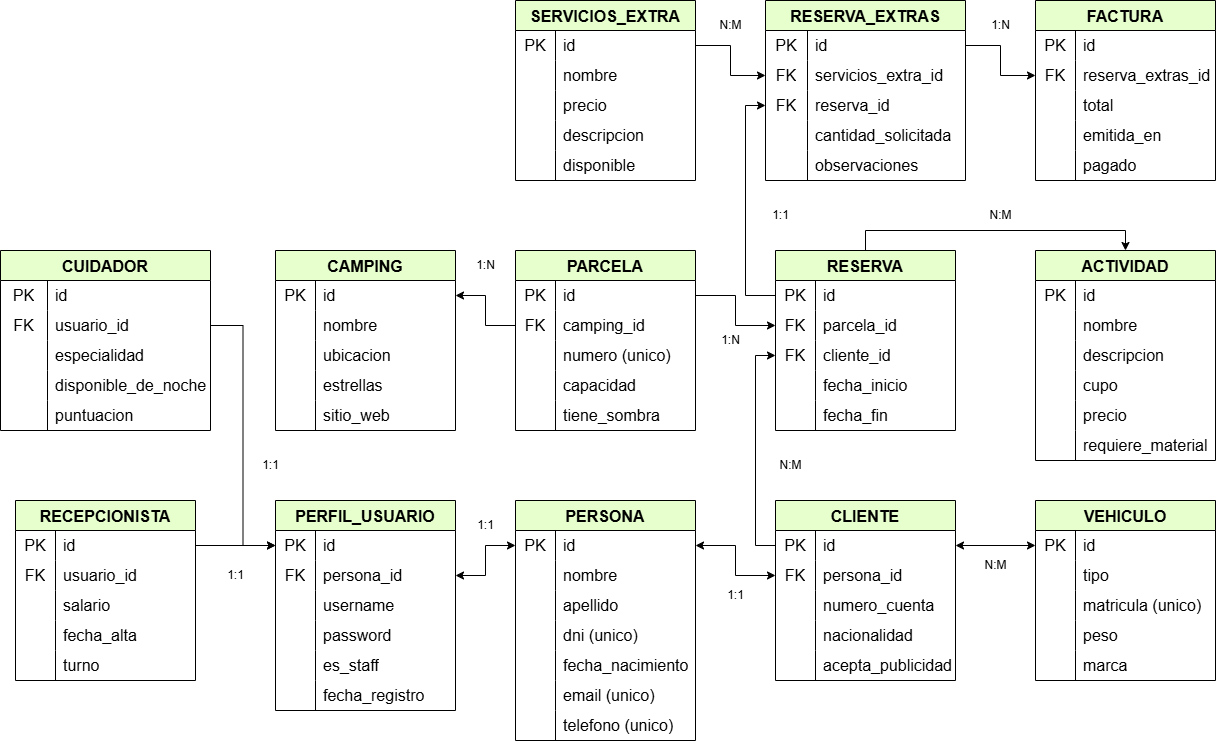 SERVICIOS_EXTRA
PK id
nombre
precio
descripcion
disponible
N:M
RESERVA_EXTRAS
PK id
FK servicios_extra_id
FK reserva_id
cantidad_solicitada
observaciones
1:N
FACTURA
PK id
FK reserva_extras_id
total
emitida_en
pagado
1:1
N:M
CUIDADOR
PK id
FK usuario_id
especialidad
disponible_de_noche
puntuacion
CAMPING
PK id
nombre
ubicacion
estrellas
sitio_web
1:N
PARCELA
PK id
FK camping_id
numero (unico)
capacidad
tiene_sombra
1:N
RESERVA
PK id
FK parcela_id
FK cliente_id
fecha_inicio
fecha_fin
ACTIVIDAD
PK id
nombre
descripcion
cupo
precio
requiere_material
1:1
N:M
RECEPCIONISTA
PK id
FK usuario_id
salario
fecha_alta
turno
1:1
PERFIL_USUARIO
PK id
FK persona_id
username
password
es_staff
fecha_registro
1:1
PERSONA
PK id
nombre
apellido
dni (unico)
fecha_nacimiento
email (unico)
telefono (unico)
1:1
CLIENTE
PK id
FK persona_id
numero_cuenta
nacionalidad
acepta_publicidad
N:M
VEHICULO
PK id
tipo
matricula (unico)
peso
marca